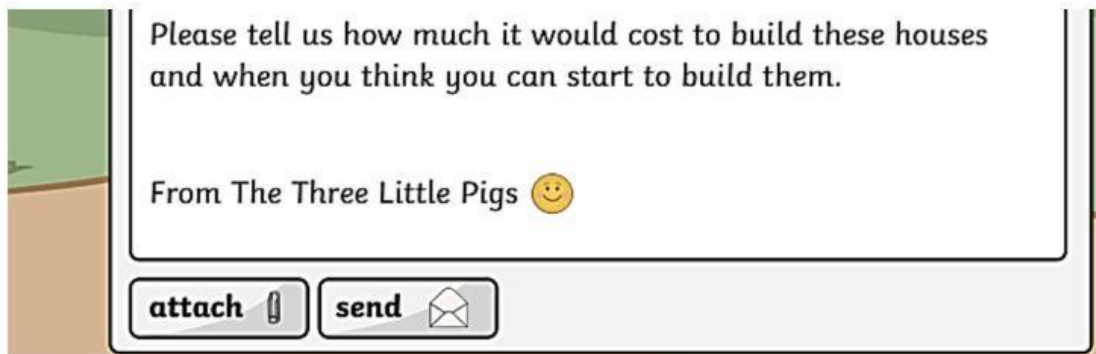 Please tell us how much it would cost to build these houses
and when you think you can start to build them.
From The Three Little Pigs
attach
send